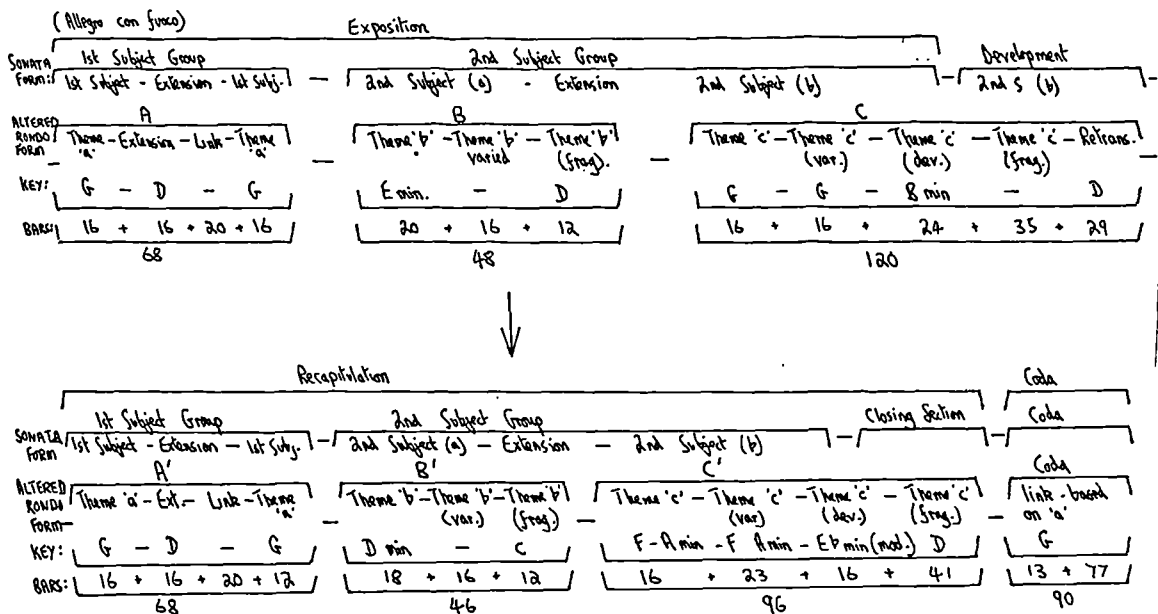 (Allegro con fuoco)
Exposition
SONATA FORM:
1st Subject Group
2nd Subject Group
Development
1st Subject - Extension - 1st Subj.
2nd Subject (a) - Extension
2nd Subject (b)
2nd S (b)
ALTERED RONDO FORM
A
B
C
Theme 'a' - Extension - Link - Theme 'a'
Theme 'b' - Theme 'b' varied - Theme 'b' (frag).
Theme 'c' - Theme 'c' (var.) - Theme 'c' (dev.) - Theme 'c' (frag.) - Retrans.
KEY:
G - D - G
E min. - D
G - G - B min - D
BARS:
16 + 16 + 20 + 16
20 + 16 + 12
16 + 16 + 24 + 35 + 29
68
48
120
Recapitulation
Coda
1st Subject Group
2nd Subject Group
Closing Section
Coda
SONATA FORM
1st Subject - Extension - 1st Subj.
2nd Subject (a) - Extension - 2nd Subject (b)
ALTERED RONDO FORM
A'
B'
C'
Coda
Theme 'a' - Ext. - Link - Theme 'a'
Theme 'b' - Theme 'b' (var.) - Theme 'b' (frag.)
Theme 'c' - Theme 'c' (var) - Theme 'c' (dev.) - Theme 'c' (frag.)
link - based on 'a'
KEY:
G - D - G
D min - C
F - A min - F A min - Eb min (mod.) D
G
BARS:
16 + 16 + 20 + 12
18 + 16 + 12
16 + 23 + 16 + 41
13 + 77
68
46
96
90